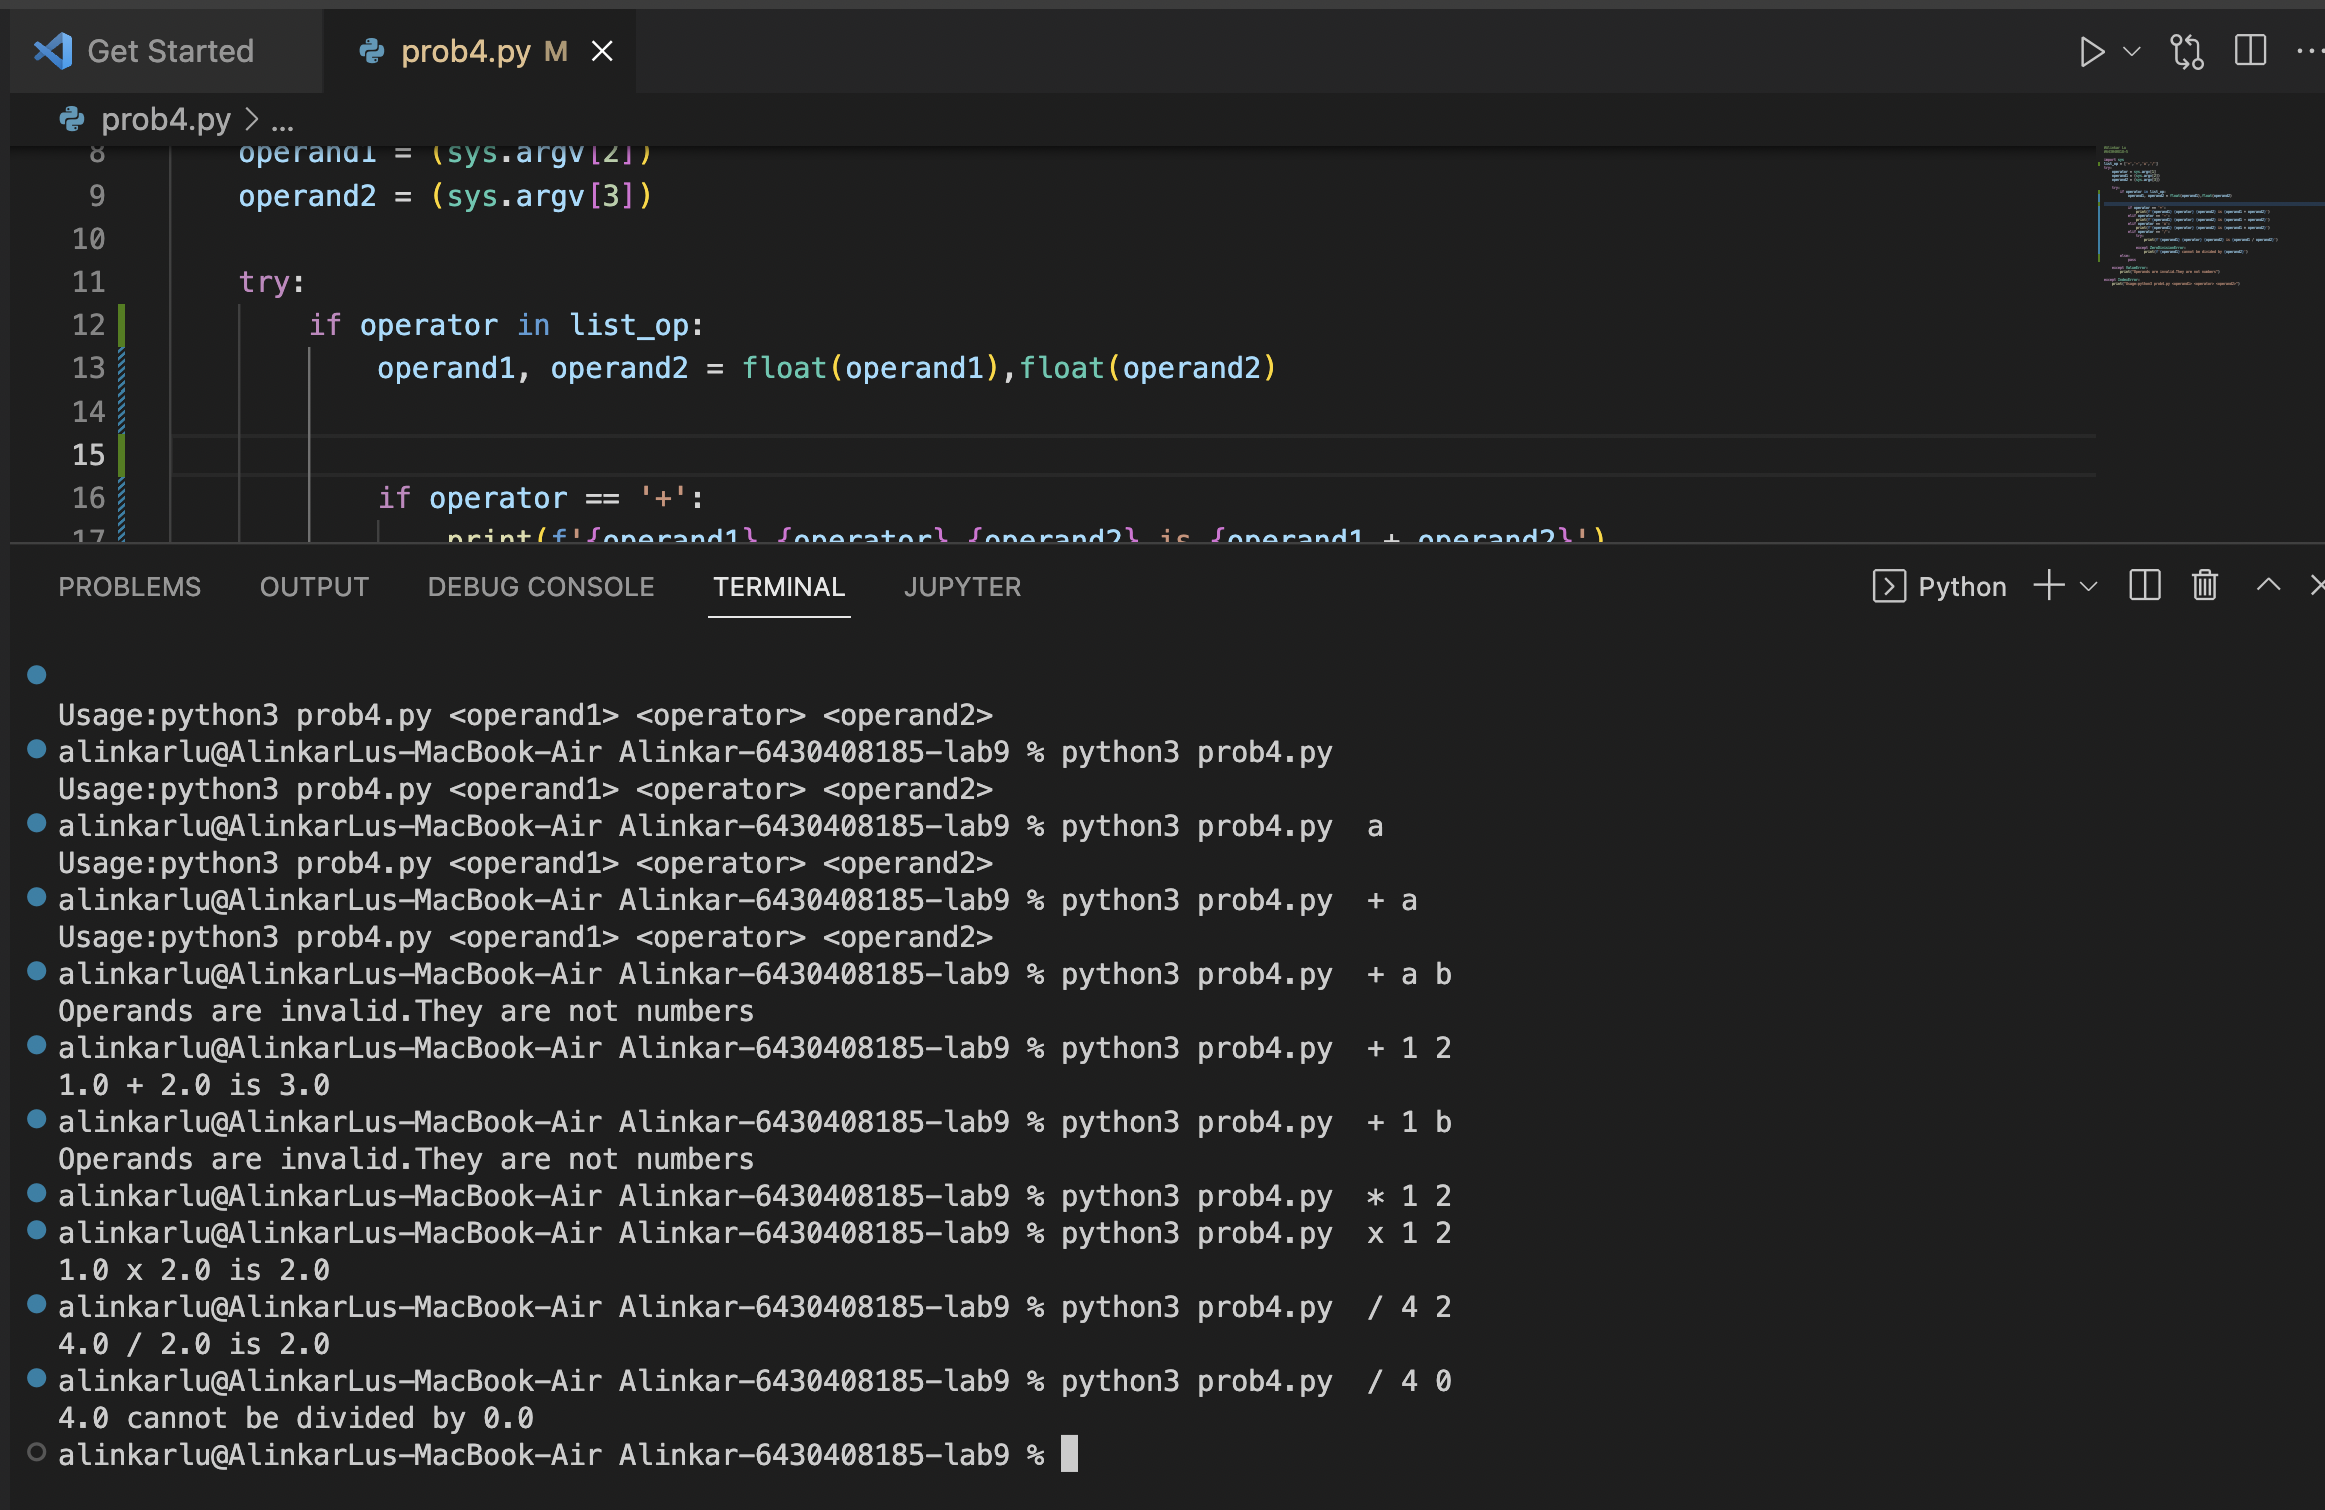 Get Started
prob4.py M
prob4.py > ...
8 operand1 = (sys.argv[2])
9 operand2 = (sys.argv[3])
10
11 try:
12 if operator in list_op:
13 operand1, operand2 = float(operand1),float(operand2)
14
15
16 if operator == '+':
17 print(f'{operand1} {operator} {operand2} is {operand1 + operand2}')
PROBLEMS OUTPUT DEBUG CONSOLE TERMINAL JUPYTER Python
Usage:python3 prob4.py <operand1> <operator> <operand2>
alinkarlu@AlinkarLus-MacBook-Air Alinkar-6430408185-lab9 % python3 prob4.py
Usage:python3 prob4.py <operand1> <operator> <operand2>
alinkarlu@AlinkarLus-MacBook-Air Alinkar-6430408185-lab9 % python3 prob4.py  a
Usage:python3 prob4.py <operand1> <operator> <operand2>
alinkarlu@AlinkarLus-MacBook-Air Alinkar-6430408185-lab9 % python3 prob4.py  + a
Usage:python3 prob4.py <operand1> <operator> <operand2>
alinkarlu@AlinkarLus-MacBook-Air Alinkar-6430408185-lab9 % python3 prob4.py  + a b
Operands are invalid.They are not numbers
alinkarlu@AlinkarLus-MacBook-Air Alinkar-6430408185-lab9 % python3 prob4.py  + 1 2
1.0 + 2.0 is 3.0
alinkarlu@AlinkarLus-MacBook-Air Alinkar-6430408185-lab9 % python3 prob4.py  + 1 b
Operands are invalid.They are not numbers
alinkarlu@AlinkarLus-MacBook-Air Alinkar-6430408185-lab9 % python3 prob4.py  * 1 2
alinkarlu@AlinkarLus-MacBook-Air Alinkar-6430408185-lab9 % python3 prob4.py  x 1 2
1.0 x 2.0 is 2.0
alinkarlu@AlinkarLus-MacBook-Air Alinkar-6430408185-lab9 % python3 prob4.py  / 4 2
4.0 / 2.0 is 2.0
alinkarlu@AlinkarLus-MacBook-Air Alinkar-6430408185-lab9 % python3 prob4.py  / 4 0
4.0 cannot be divided by 0.0
alinkarlu@AlinkarLus-MacBook-Air Alinkar-6430408185-lab9 %